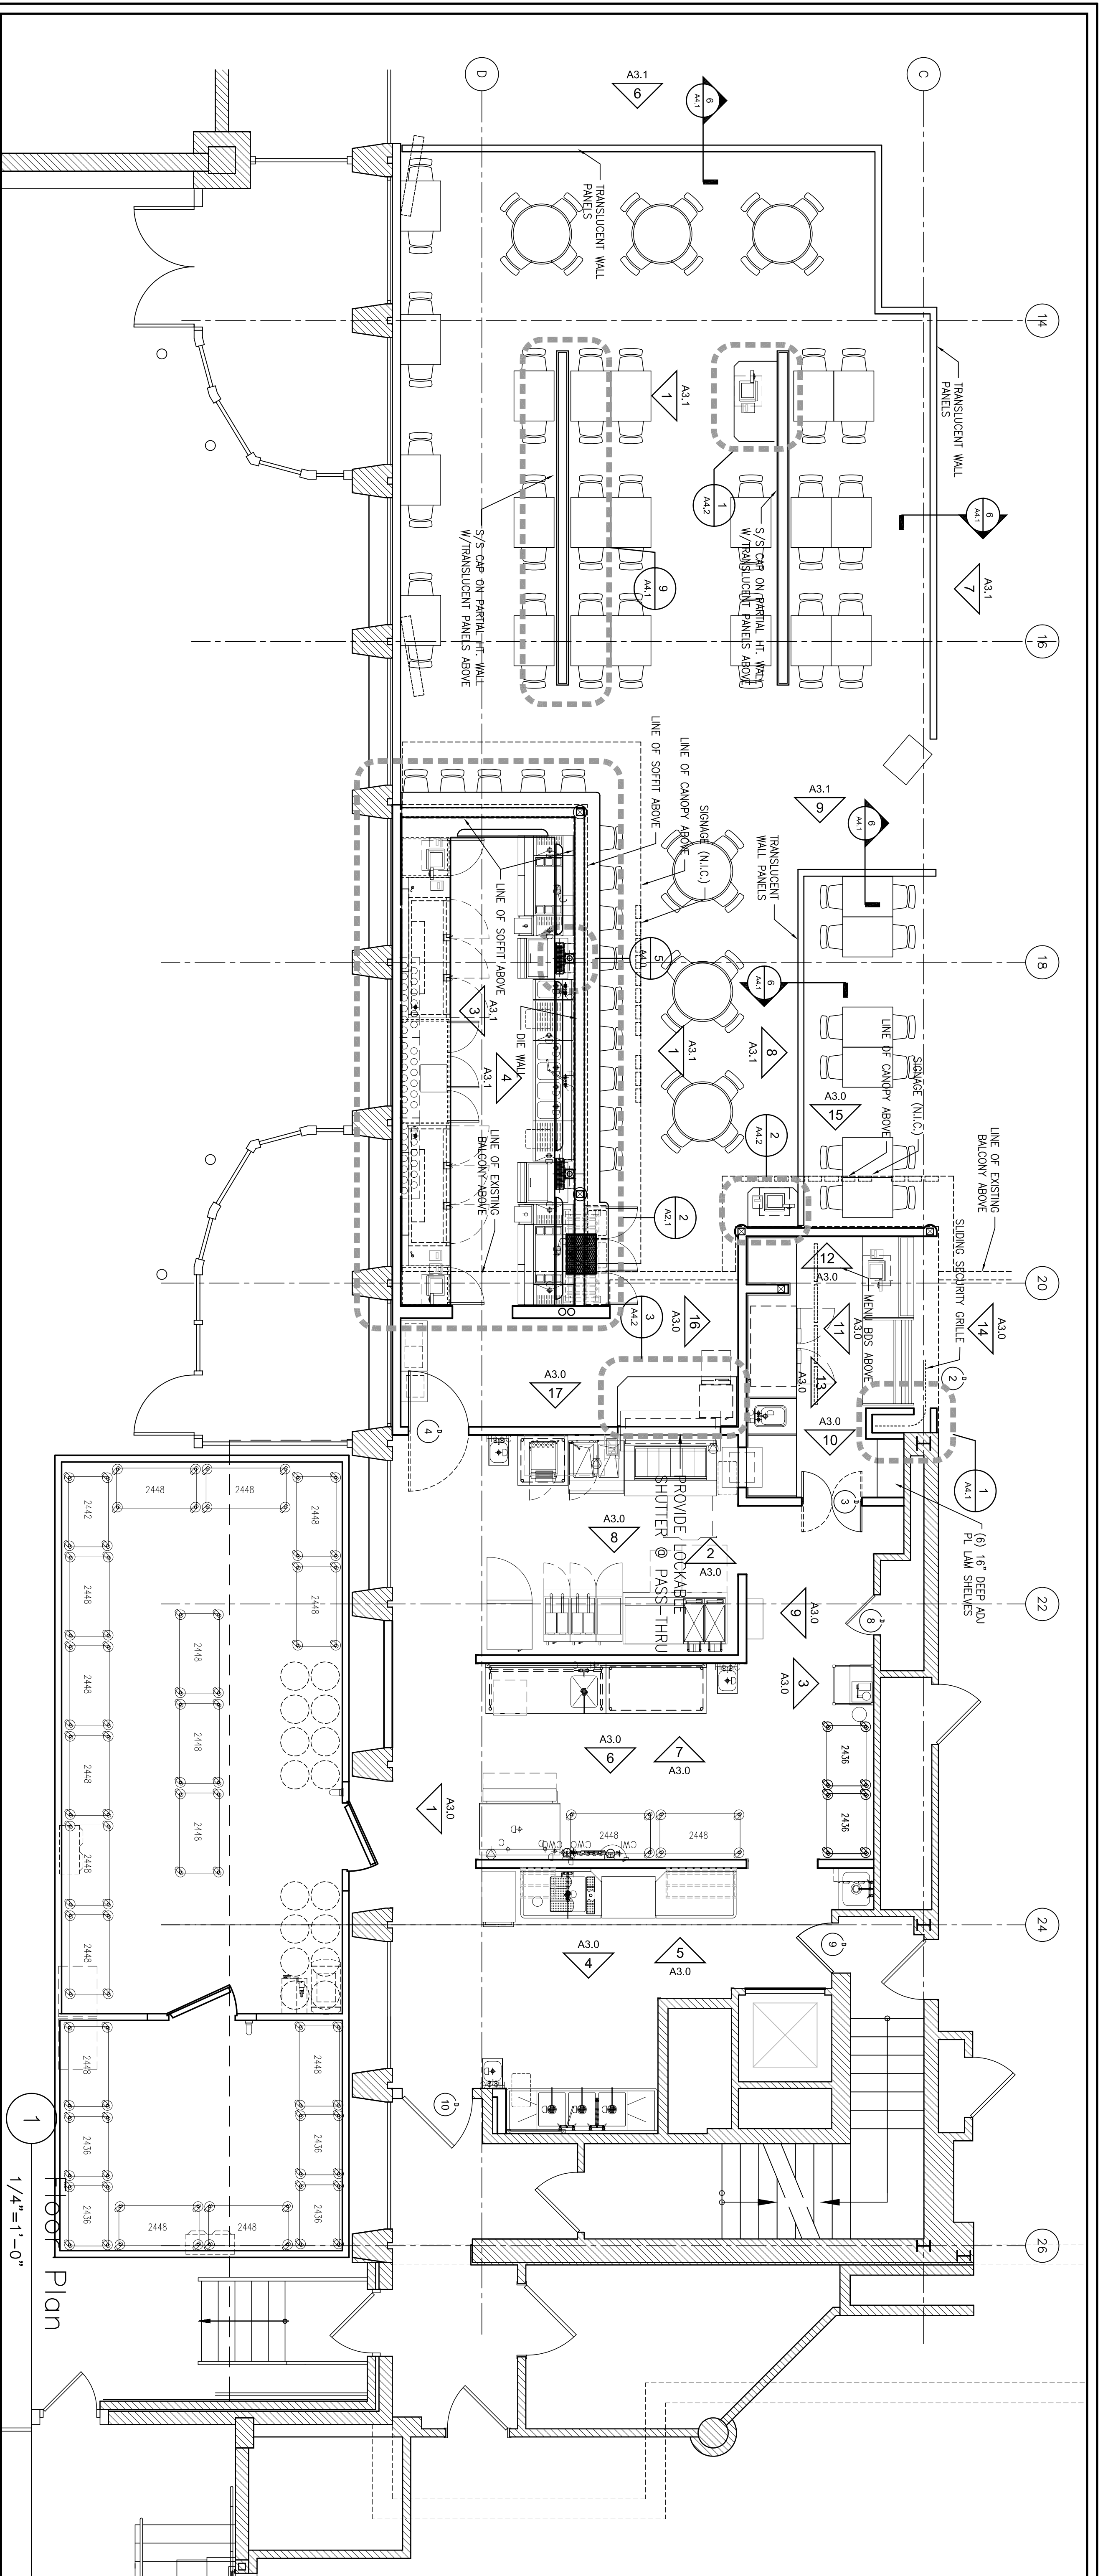 C
D
14
16
18
20
22
24
26
A3.1
6
6
A4.1
TRANSLUCENT WALL
PANELS
TRANSLUCENT WALL
PANELS
6
A4.1
A3.1
7
A3.1
1
1
A4.2
9
A4.1
S/S CAP ON PARTIAL HT. WALL
W/TRANSLUCENT PANELS ABOVE
S/S CAP ON PARTIAL HT. WALL
W/TRANSLUCENT PANELS ABOVE
LINE OF SOFFIT ABOVE
LINE OF CANOPY ABOVE
SIGNAGE (N.I.C.)
TRANSLUCENT
WALL PANELS
A3.1
9
6
A4.1
6
A4.1
LINE OF SOFFIT ABOVE
DIE WALL
5
A4.0
A3.1
3
4
A3.1
A3.1
1
8
A3.1
A3.0
15
SIGNAGE (N.I.C.)
LINE OF CANOPY ABOVE
LINE OF EXISTING
BALCONY ABOVE
LINE OF EXISTING
BALCONY ABOVE
2
A4.2
2
A2.1
3
A4.2
SLIDING SECURITY GRILLE
MENU BDS ABOVE
12
A3.0
A3.0
11
13
A3.0
A3.0
14
A3.0
10
16
A3.0
A3.0
17
D
2
D
3
D
4
1
A4.1
(6) 16" DEEP ADJ
PL LAM SHELVES
PROVIDE LOCKABLE
SHUTTER @ PASS-THRU
A3.0
8
2
A3.0
A3.0
9
D
8
3
A3.0
A3.0
6
7
A3.0
A3.0
1
2436
2436
2448
2448
CWO
CWI
D
C
A3.0
4
5
A3.0
D
9
D
10
2442
2448
2448
2448
2448
2448
2448
2448
2448
2448
2448
2448
2448
2448
2448
2436
2436
2436
2436
2448
2448
1
Floor Plan
1/4"=1'-0"